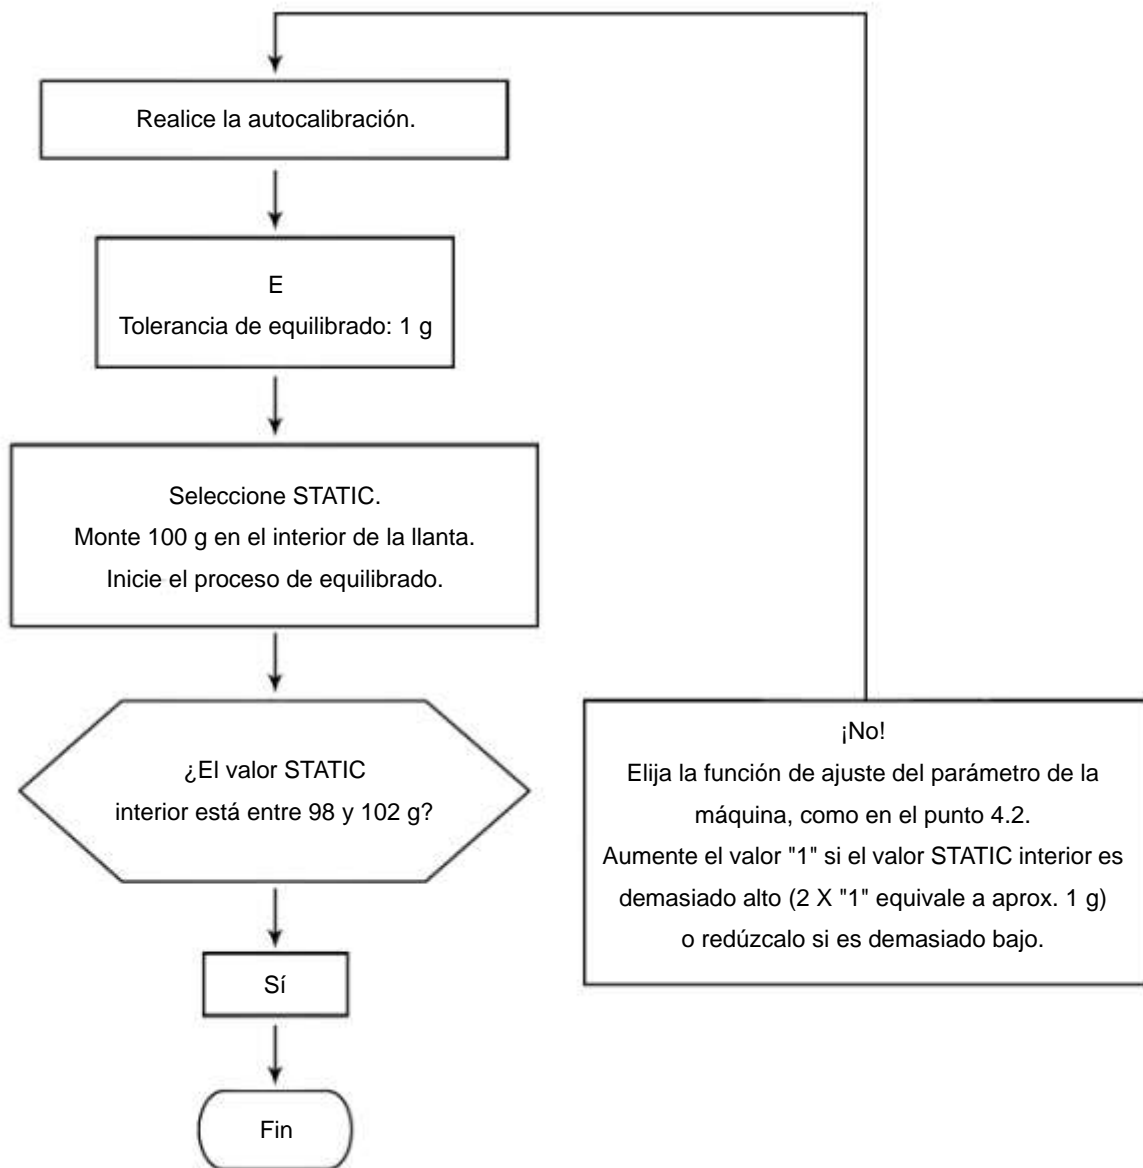 Realice la autocalibración.
E
Tolerancia de equilibrado: 1 g
Seleccione STATIC.
Monte 100 g en el interior de la llanta.
Inicie el proceso de equilibrado.
¿El valor STATIC
interior está entre 98 y 102 g?
¡No!
Elija la función de ajuste del parámetro de la
máquina, como en el punto 4.2.
Aumente el valor "1" si el valor STATIC interior es
demasiado alto (2 X "1" equivale a aprox. 1 g)
o redúzcalo si es demasiado bajo.
Sí
Fin